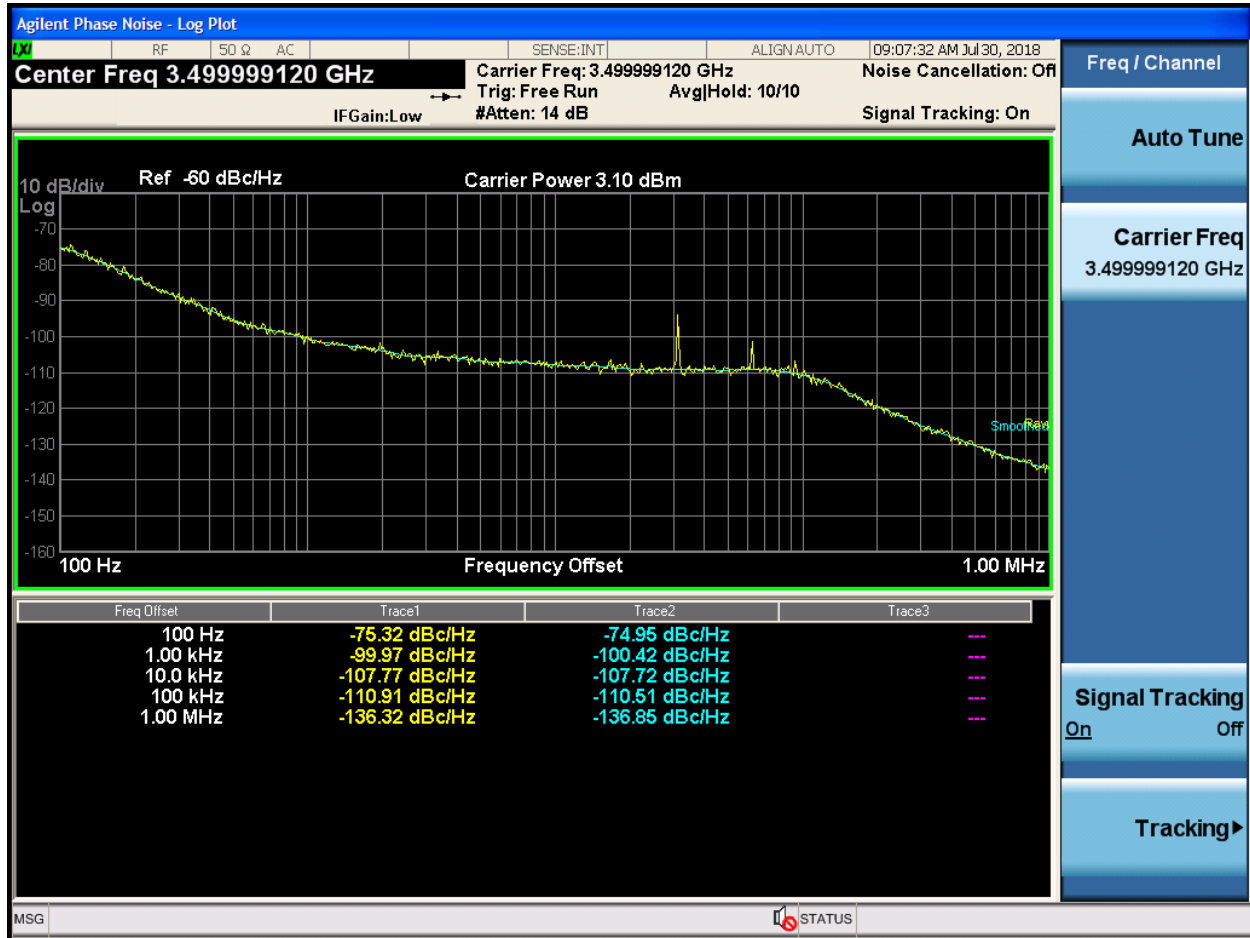 Agilent Phase Noise - Log Plot
LXI RF 50 Ω AC SENSE:INT ALIGN AUTO 09:07:32 AM Jul 30, 2018
Center Freq 3.499999120 GHz
Carrier Freq: 3.499999120 GHz
Noise Cancellation: Off
Trig: Free Run Avg|Hold: 10/10
IFGain:Low #Atten: 14 dB Signal Tracking: On
10 dB/div Ref -60 dBc/Hz Carrier Power 3.10 dBm
Log
-70
-80
-90
-100
-110
-120
-130
-140
-150
-160
Smoothed
Raw
100 Hz Frequency Offset 1.00 MHz
Freq Offset Trace1 Trace2 Trace3
100 Hz -75.32 dBc/Hz -74.95 dBc/Hz ---
1.00 kHz -99.97 dBc/Hz -100.42 dBc/Hz ---
10.0 kHz -107.77 dBc/Hz -107.72 dBc/Hz ---
100 kHz -110.91 dBc/Hz -110.51 dBc/Hz ---
1.00 MHz -136.32 dBc/Hz -136.85 dBc/Hz ---
MSG STATUS
Freq / Channel
Auto Tune
Carrier Freq
3.499999120 GHz
Signal Tracking
On Off
Tracking